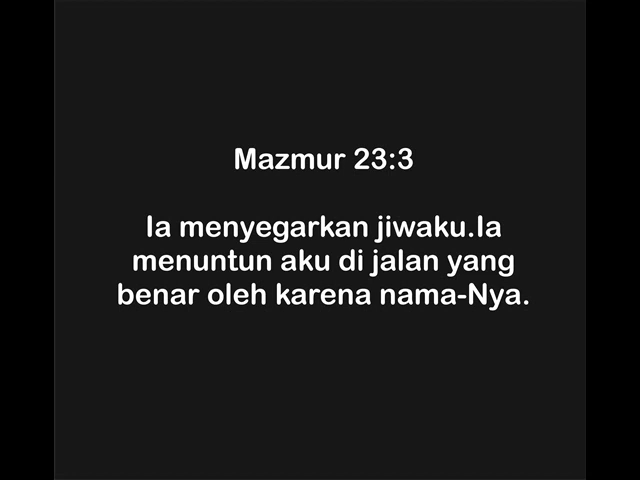 Mazmur 23:3
Ia menyegarkan jiwaku.Ia
menuntun aku di jalan yang
benar oleh karena nama-Nya.